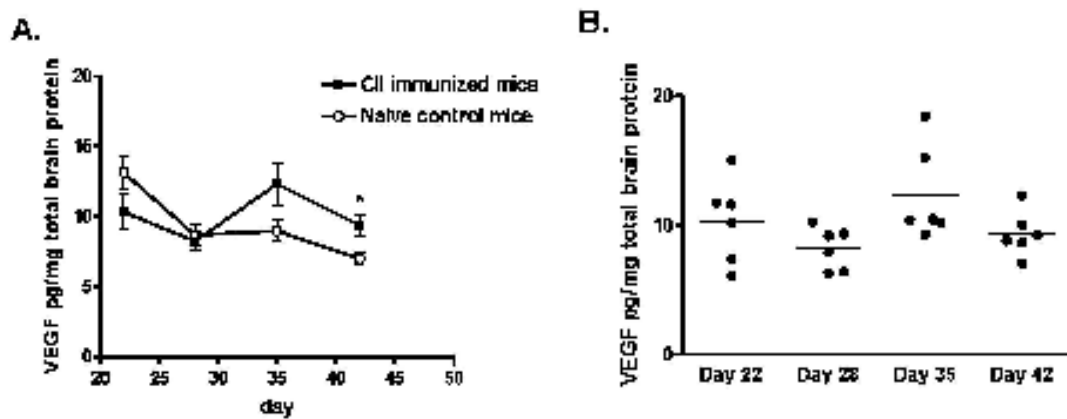 A.
VEGF pg/mg total brain protein
20
15
10
5
0
CII immunized mice
Naive control mice
*
20 25 30 35 40 45 50
day
B.
VEGF pg/mg total brain protein
20
10
0
Day 22 Day 28 Day 35 Day 42